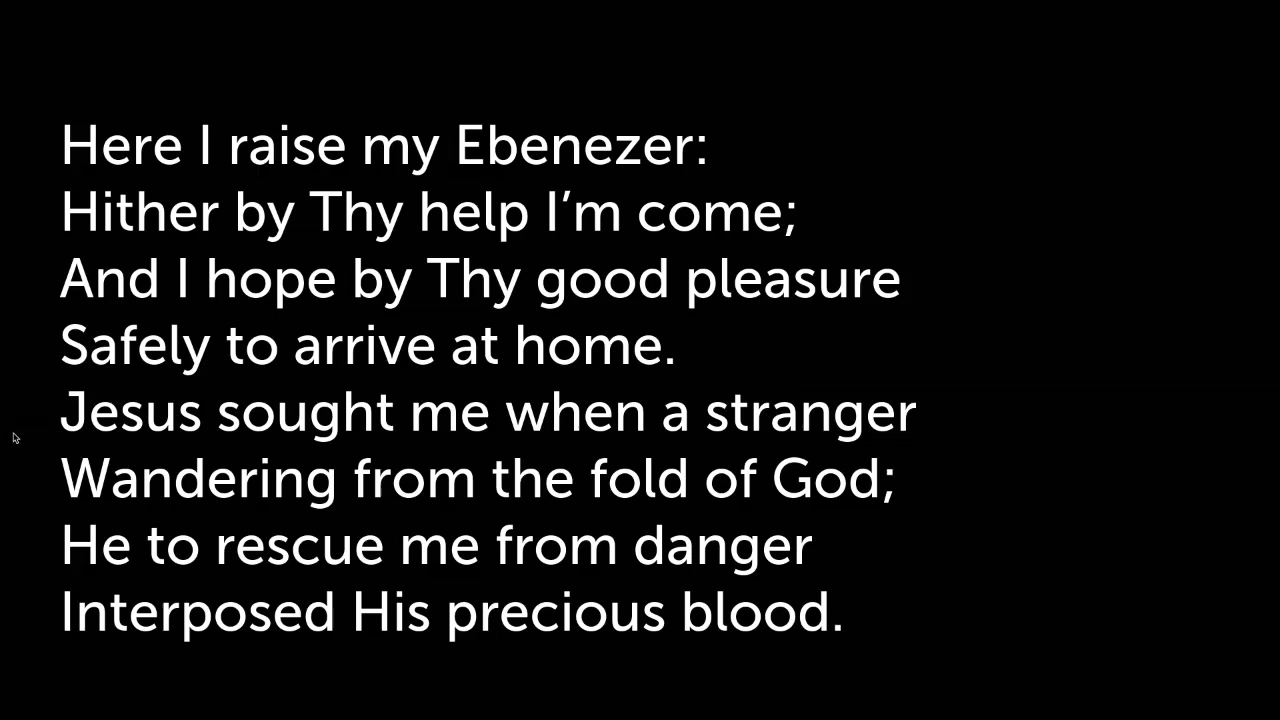 Here I raise my Ebenezer:
Hither by Thy help I’m come;
And I hope by Thy good pleasure
Safely to arrive at home.
Jesus sought me when a stranger
Wandering from the fold of God;
He to rescue me from danger
Interposed His precious blood.